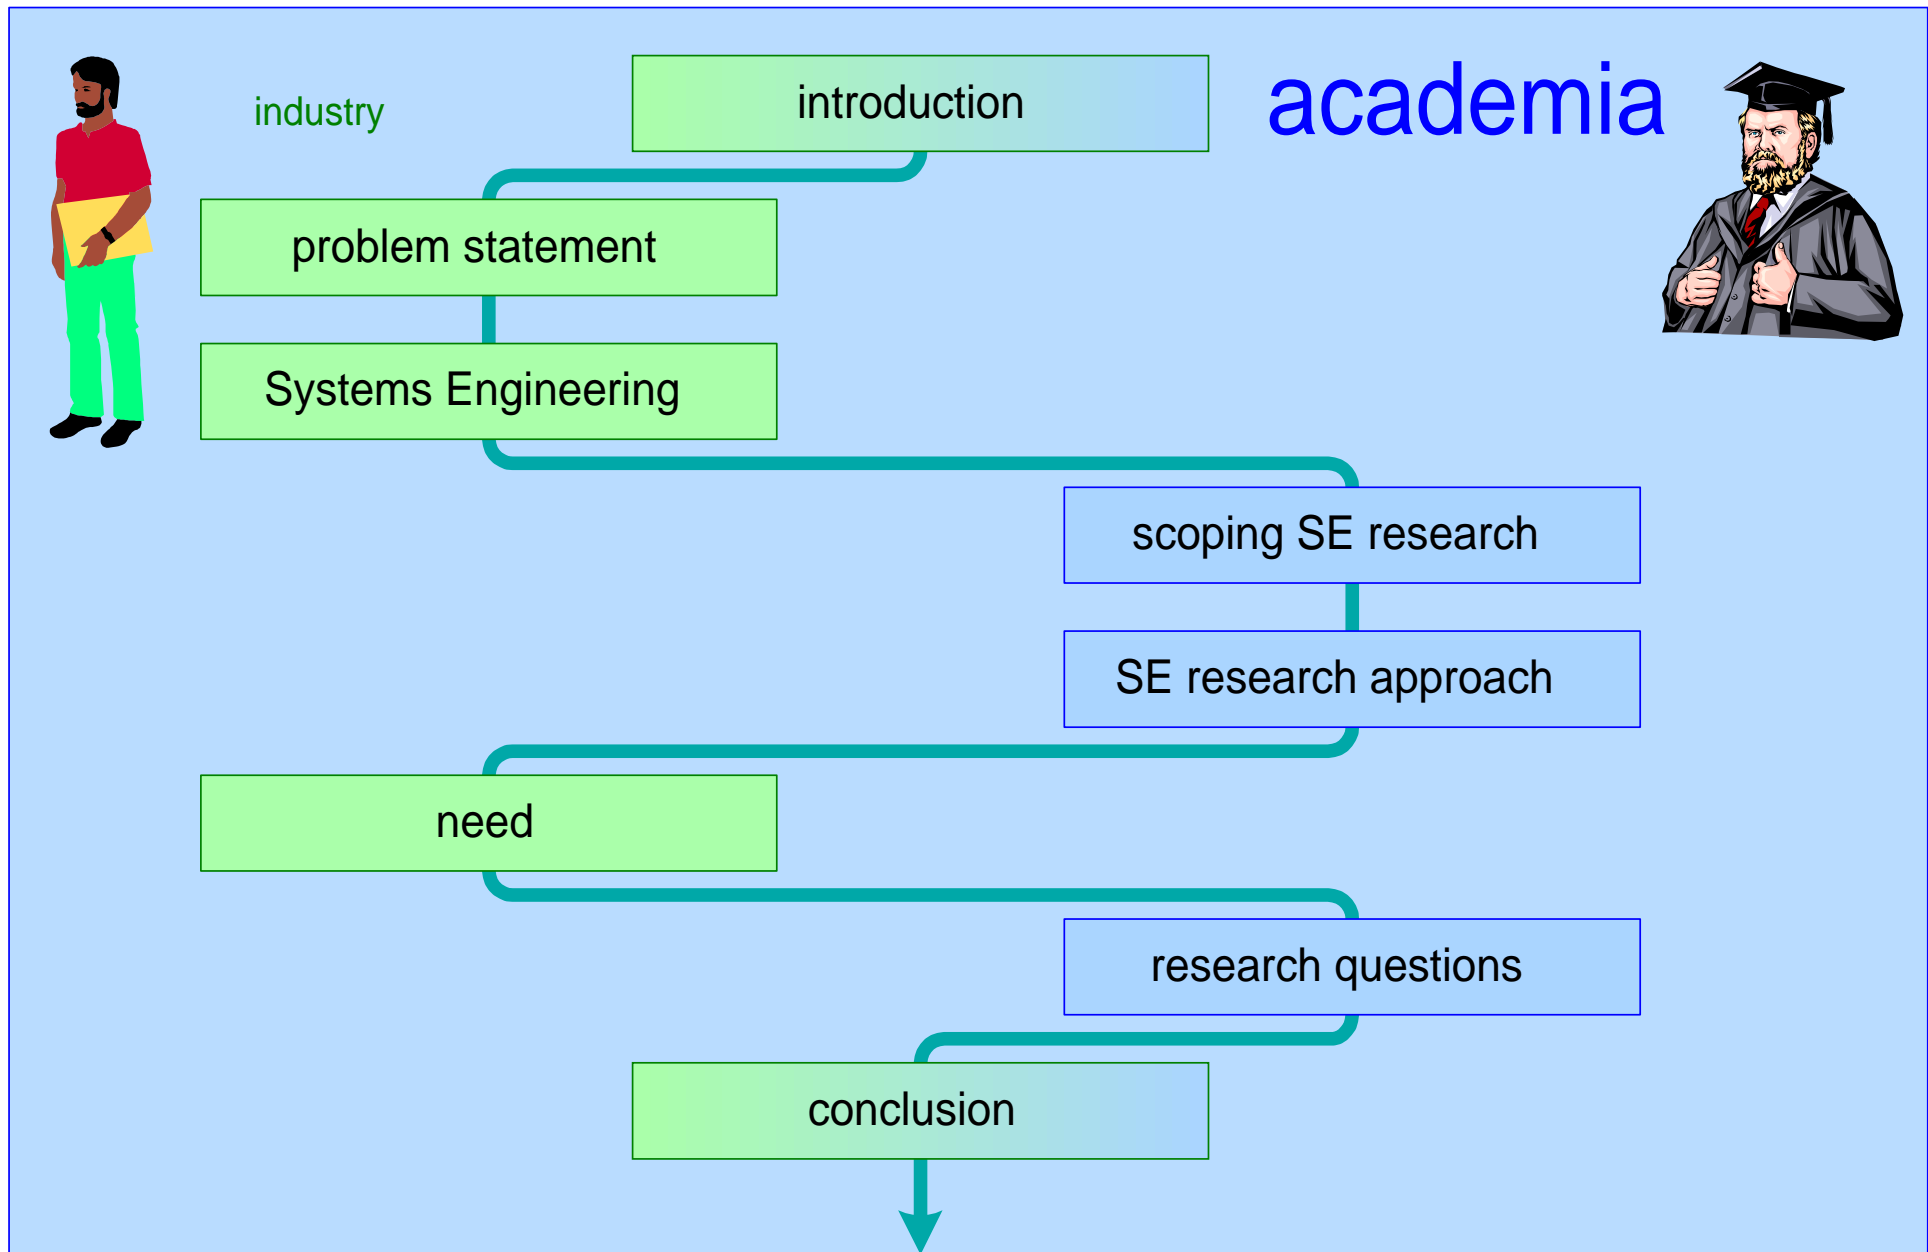 industry
introduction
academia
problem statement
Systems Engineering
scoping SE research
SE research approach
need
research questions
conclusion